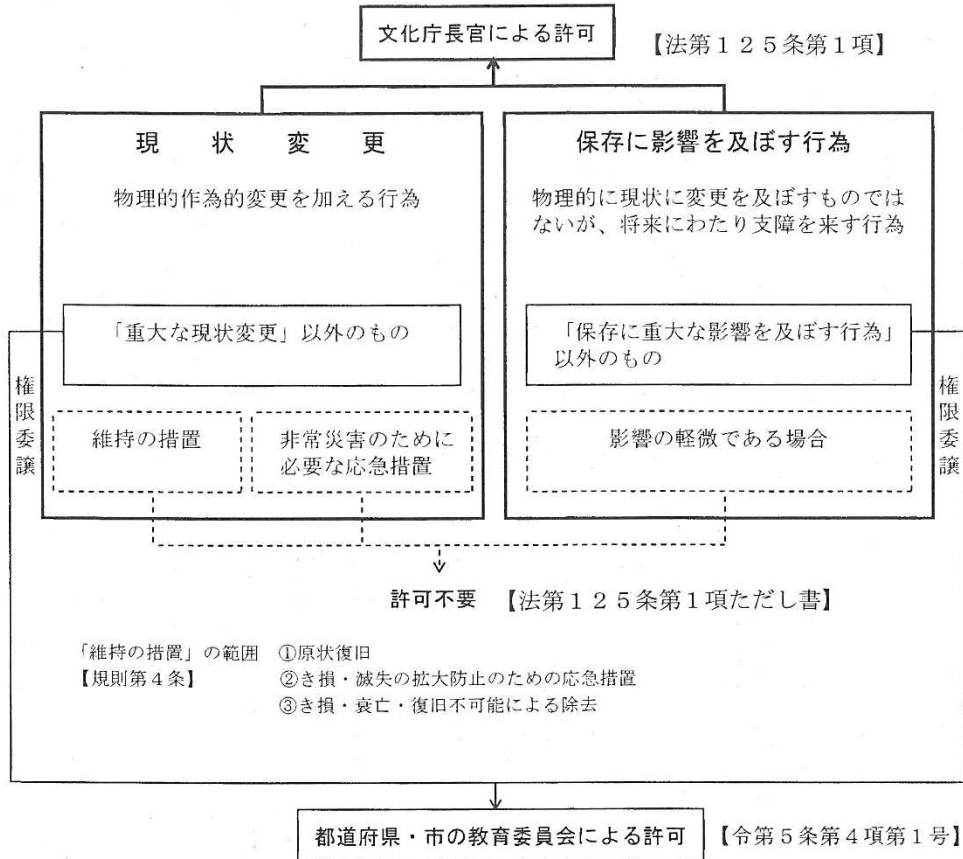 文化庁長官による許可
【法第１２５条第１項】
現状変更
物理的作為的変更を加える行為
「重大な現状変更」以外のもの
維持の措置
非常災害のために
必要な応急措置
保存に影響を及ぼす行為
物理的に現状に変更を及ぼすものでは
ないが、将来にわたり支障を来す行為
「保存に重大な影響を及ぼす行為」
以外のもの
影響の軽微である場合
権限委譲
権限委譲
許可不要 【法第１２５条第１項ただし書】
「維持の措置」の範囲 ①原状復旧
【規則第４条】 ②き損・滅失の拡大防止のための応急措置
③き損・衰亡・復旧不可能による除去
都道府県・市の教育委員会による許可
【令第５条第４項第１号】